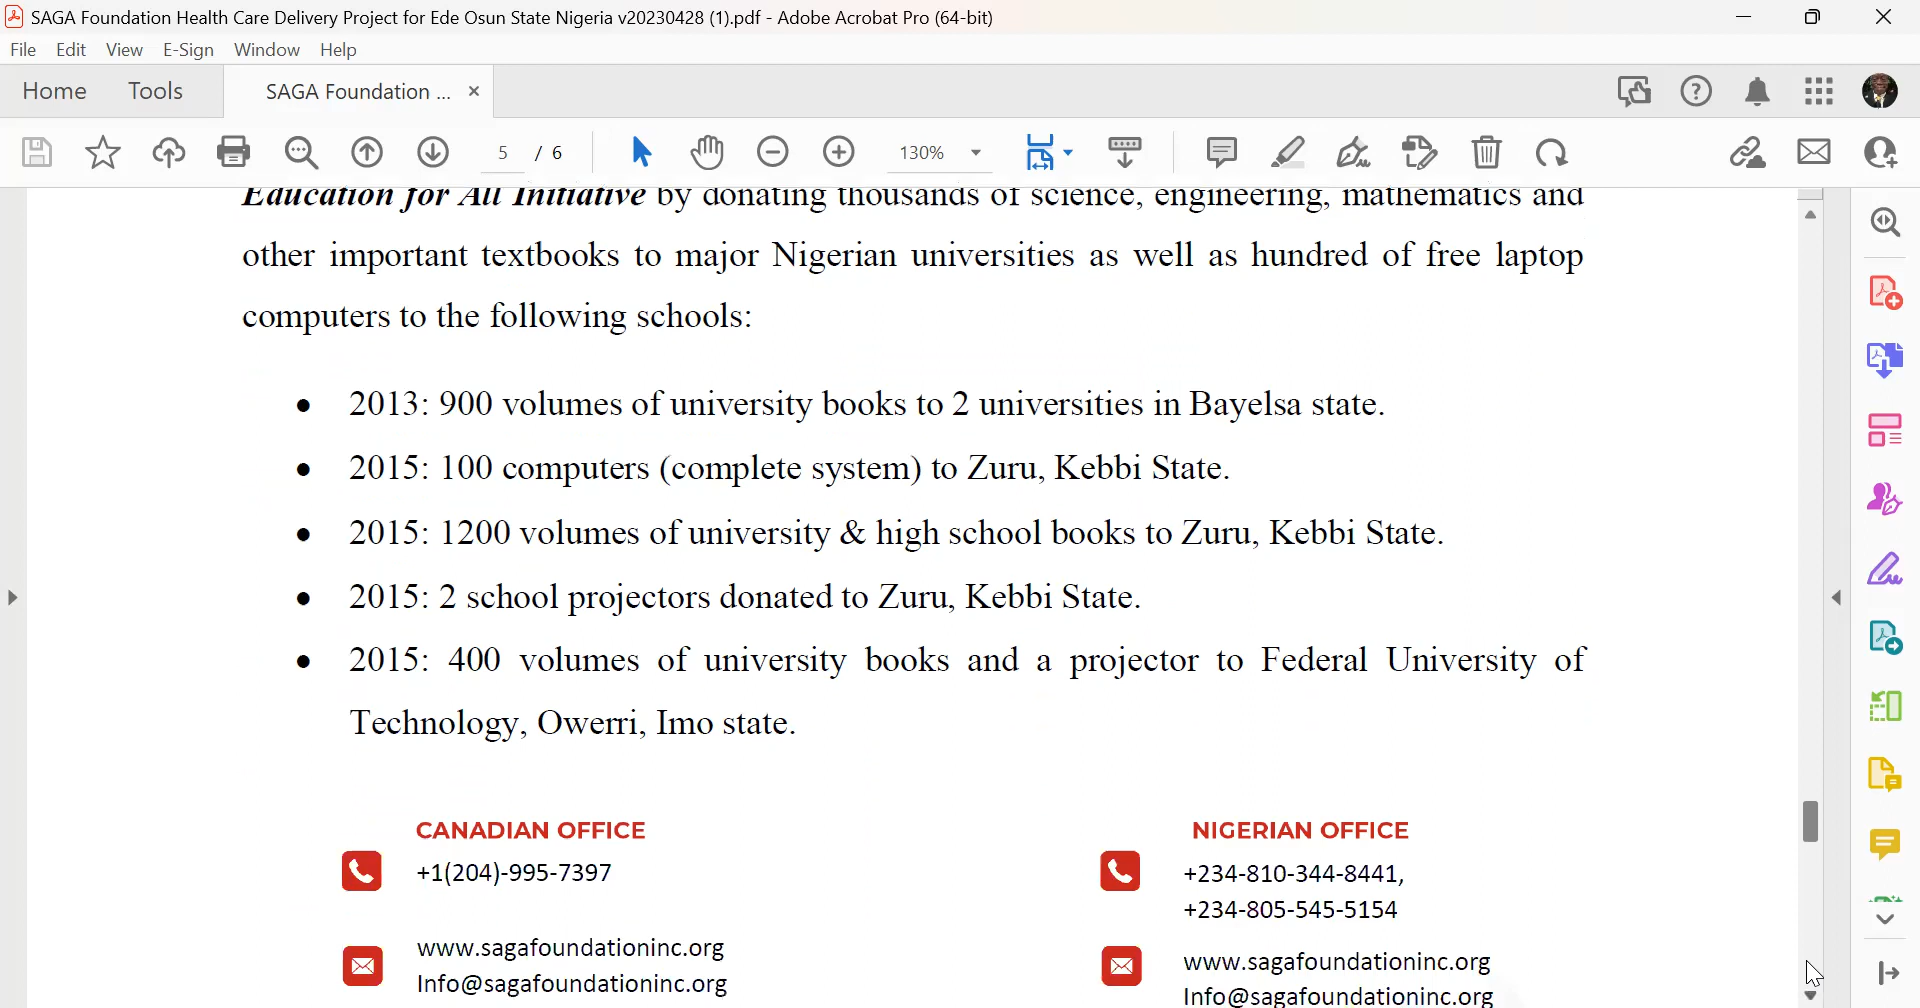 SAGA Foundation Health Care Delivery Project for Ede Osun State Nigeria v20230428 (1).pdf - Adobe Acrobat Pro (64-bit)
File Edit View E-Sign Window Help
Home Tools SAGA Foundation ... ×
5 / 6 130%
Education for All Initiative by donating thousands of science, engineering, mathematics and
other important textbooks to major Nigerian universities as well as hundred of free laptop
computers to the following schools:
• 2013: 900 volumes of university books to 2 universities in Bayelsa state.
• 2015: 100 computers (complete system) to Zuru, Kebbi State.
• 2015: 1200 volumes of university & high school books to Zuru, Kebbi State.
• 2015: 2 school projectors donated to Zuru, Kebbi State.
• 2015: 400 volumes of university books and a projector to Federal University of
Technology, Owerri, Imo state.
CANADIAN OFFICE
+1(204)-995-7397
www.sagafoundationinc.org
Info@sagafoundationinc.org
NIGERIAN OFFICE
+234-810-344-8441,
+234-805-545-5154
www.sagafoundationinc.org
Info@sagafoundationinc.org